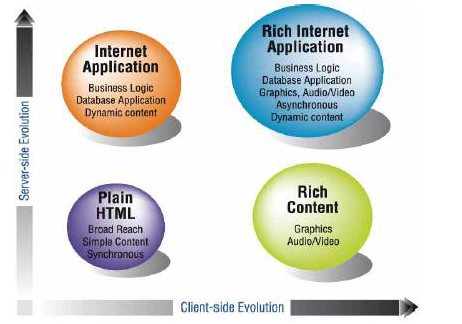 Internet
Application
Business Logic
Database Application
Dynamic content
Rich Internet
Application
Business Logic
Database Application
Graphics, Audio/Video
Asynchronous
Dynamic content
Server-side Evolution
Plain
HTML
Broad Reach
Simple Content
Synchronous
Rich
Content
Graphics
Audio/Video
Client-side Evolution